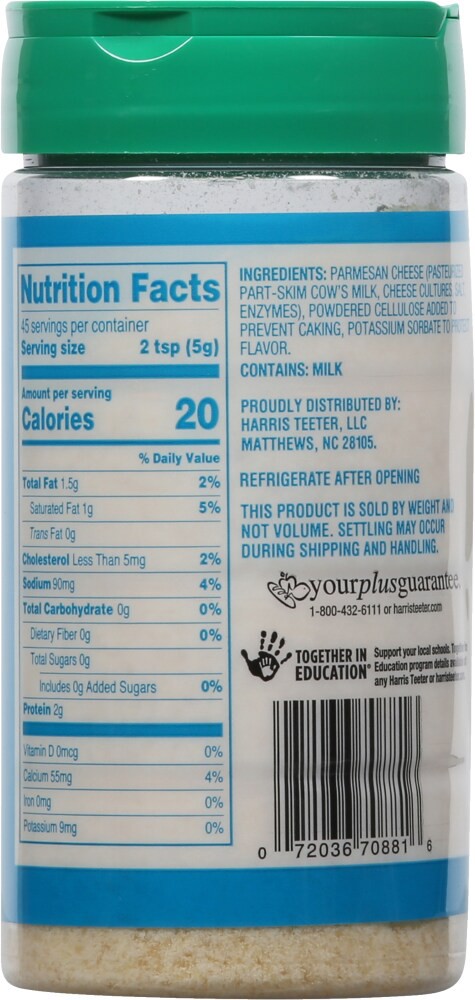 Nutrition Facts
45 servings per container
Serving size 2 tsp (5g)
Amount per serving
Calories 20
% Daily Value
Total Fat 1.5g 2%
Saturated Fat 1g 5%
Trans Fat 0g
Cholesterol Less Than 5mg 2%
Sodium 90mg 4%
Total Carbohydrate 0g 0%
Dietary Fiber 0g 0%
Total Sugars 0g
Includes 0g Added Sugars 0%
Protein 2g
Vitamin D 0mcg 0%
Calcium 55mg 4%
Iron 0mg 0%
Potassium 9mg 0%
INGREDIENTS: PARMESAN CHEESE (PASTEURIZED
PART-SKIM COW'S MILK, CHEESE CULTURES, SALT,
ENZYMES), POWDERED CELLULOSE ADDED TO
PREVENT CAKING, POTASSIUM SORBATE TO PROTECT
FLAVOR.
CONTAINS: MILK
PROUDLY DISTRIBUTED BY:
HARRIS TEETER, LLC
MATTHEWS, NC 28105.
REFRIGERATE AFTER OPENING
THIS PRODUCT IS SOLD BY WEIGHT AND
NOT VOLUME. SETTLING MAY OCCUR
DURING SHIPPING AND HANDLING.
yourplusguarantee
1-800-432-6111 or harristeeter.com
TOGETHER IN
EDUCATION®
Support your local schools.
Education program details
any Harris Teeter or
0 72036 70881 6